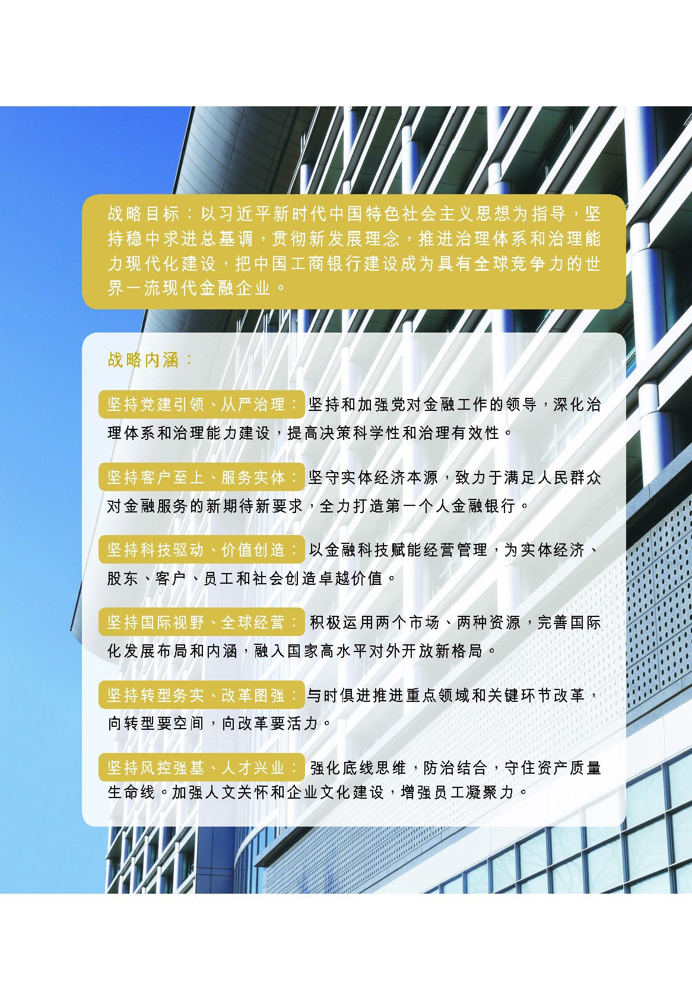 战略目标：以习近平新时代中国特色社会主义思想为指导，坚
持稳中求进总基调，贯彻新发展理念，推进治理体系和治理能
力现代化建设，把中国工商银行建设成为具有全球竞争力的世
界一流现代金融企业。
战略内涵：
坚持党建引领、从严治理：坚持和加强党对金融工作的领导，深化治
理体系和治理能力建设，提高决策科学性和治理有效性。
坚持客户至上、服务实体：坚守实体经济本源，致力于满足人民群众
对金融服务的新期待新要求，全力打造第一个人金融银行。
坚持科技驱动、价值创造：以金融科技赋能经营管理，为实体经济、
股东、客户、员工和社会创造卓越价值。
坚持国际视野、全球经营：积极运用两个市场、两种资源，完善国际
化发展布局和内涵，融入国家高水平对外开放新格局。
坚持转型务实、改革图强：与时俱进推进重点领域和关键环节改革，
向转型要空间，向改革要活力。
坚持风控强基、人才兴业：强化底线思维，防治结合，守住资产质量
生命线。加强人文关怀和企业文化建设，增强员工凝聚力。